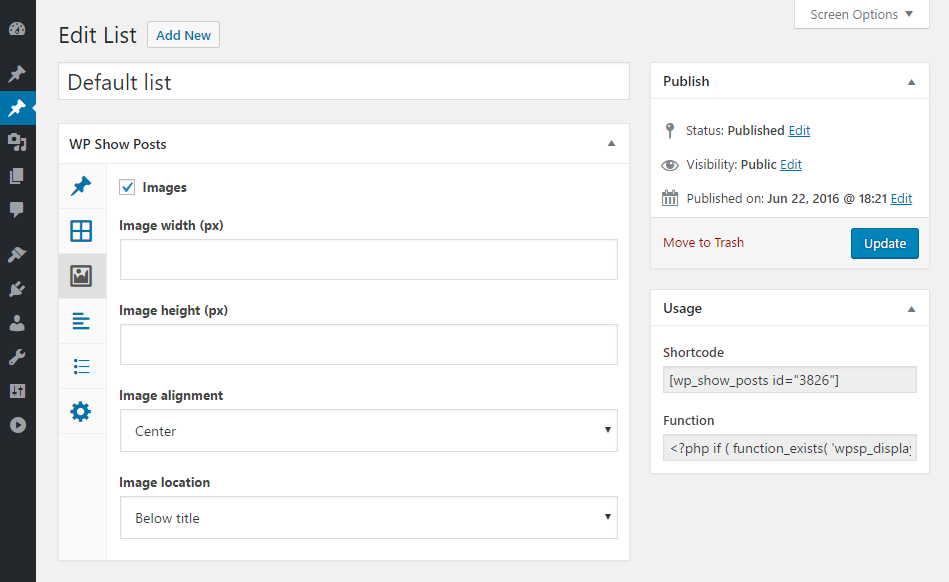 Screen Options
Edit List Add New
Default list
WP Show Posts
Images
Image width (px)
Image height (px)
Image alignment
Center
Image location
Below title
Publish
Status: Published Edit
Visibility: Public Edit
Published on: Jun 22, 2016 @ 18:21 Edit
Move to Trash Update
Usage
Shortcode
[wp_show_posts id="3826"]
Function
<?php if ( function_exists( 'wpsp_display